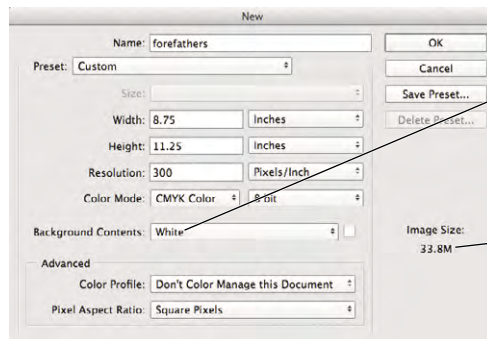 New
Name: forefathers
OK
Preset: Custom
Cancel
Size:
Save Preset...
Width: 8.75 Inches
Delete Preset...
Height: 11.25 Inches
Resolution: 300 Pixels/Inch
Color Mode: CMYK Color 8 bit
Background Contents: White
Image Size:
33.8M
Advanced
Color Profile: Don't Color Manage this Document
Pixel Aspect Ratio: Square Pixels